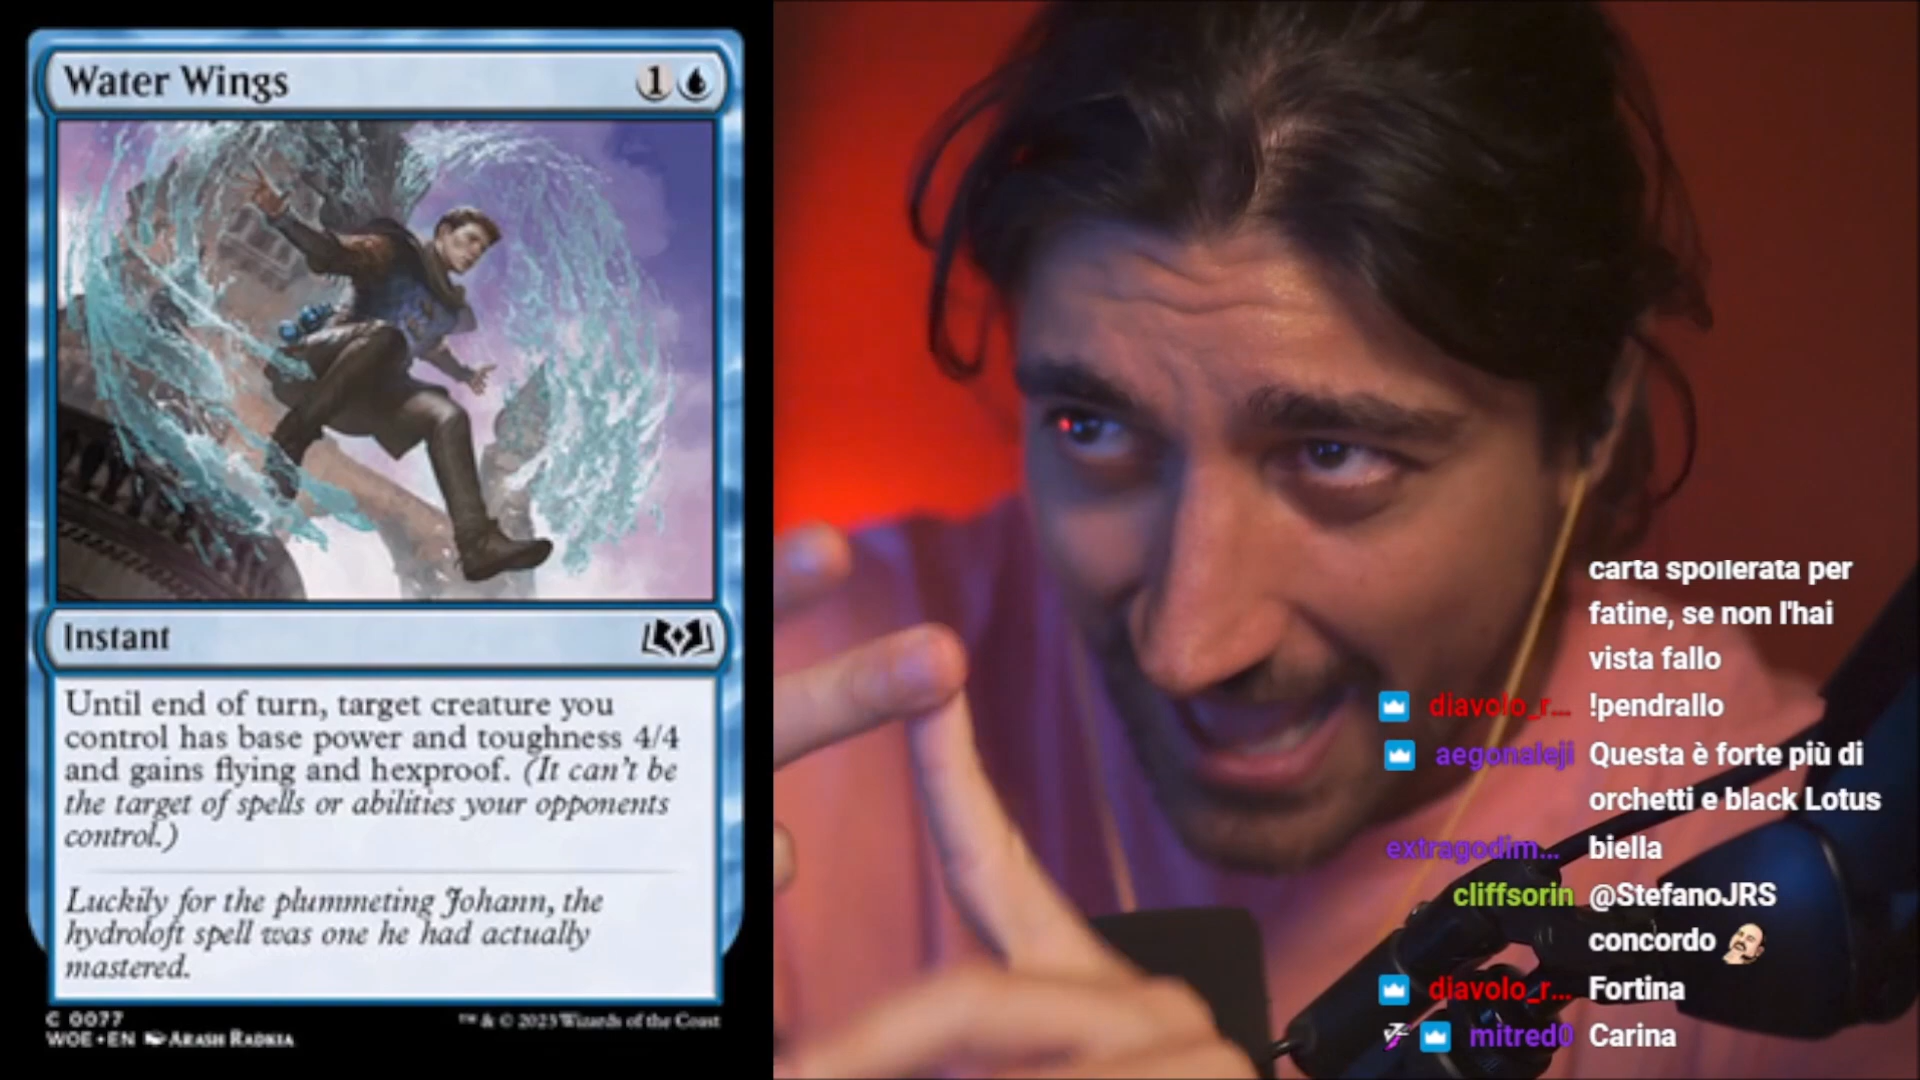 Water Wings
1
Instant
Until end of turn, target creature you
control has base power and toughness 4/4
and gains flying and hexproof. (It can't be
the target of spells or abilities your opponents
control.)
Luckily for the plummeting Johann, the
hydroloft spell was one he had actually
mastered.
C 0077
WOE • EN ARASH RADKIA
™ & © 2023 Wizards of the Coast
carta spoilerata per
fatine, se non l'hai
vista fallo
diavolo_r... !pendrallo
aegonaleji Questa è forte più di
orchetti e black Lotus
extragodim... biella
cliffsorin @StefanoJRS
concordo
diavolo_r... Fortina
mitred0 Carina